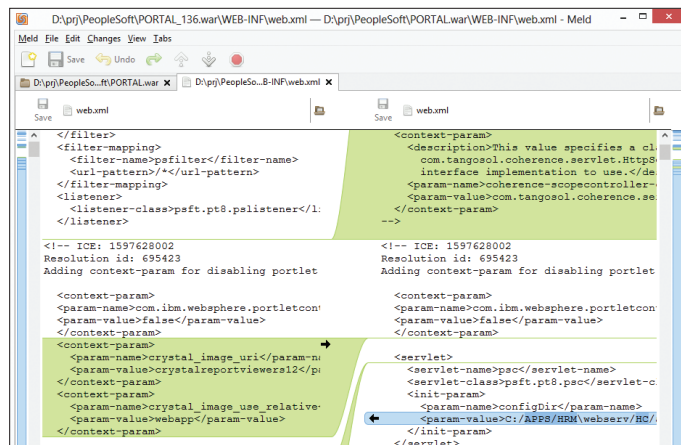 D:\prj\PeopleSoft\PORTAL_136.war\WEB-INF\web.xml — D:\prj\PeopleSoft\PORTAL.war\WEB-INF\web.xml - Meld
Meld File Edit Changes View Tabs
Save Undo
D:\prj\PeopleSo...ft\PORTAL.war D:\prj\PeopleSo...B-INF\web.xml
Save web.xml
Save web.xml
</filter>
<filter-mapping>
<filter-name>psfilter</filter-name>
<url-pattern>/*</url-pattern>
</filter-mapping>
<listener>
<listener-class>psft.pt8.pslistener</li
</listener>
<!-- ICE: 1597628002
Resolution id: 695423
Adding context-param for disabling portlet
<context-param>
<param-name>com.ibm.websphere.portletcont
<param-value>false</param-value>
</context-param>
<context-param>
<param-name>crystal_image_uri</param-na
<param-value>crystalreportviewers12</pa
</context-param>
<context-param>
<param-name>crystal_image_use_relative
<param-value>webapp</param-value>
</context-param>
<context-param>
<description>This value specifies a cla
com.tangosol.coherence.servlet.HttpSe
interface implementation to use.</des
<param-name>coherence-scopecontroller-
<param-value>com.tangosol.coherence.se
</context-param>
-->
<!-- ICE: 1597628002
Resolution id: 695423
Adding context-param for disabling portlet
<context-param>
<param-name>com.ibm.websphere.portletcon
<param-value>false</param-value>
</context-param>
<servlet>
<servlet-name>psc</servlet-name>
<servlet-class>psft.pt8.psc</servlet-c
<init-param>
<param-name>configDir</param-name>
<param-value>C:/APPS/HRM/webserv/HC/
</init-param>
</servlet>